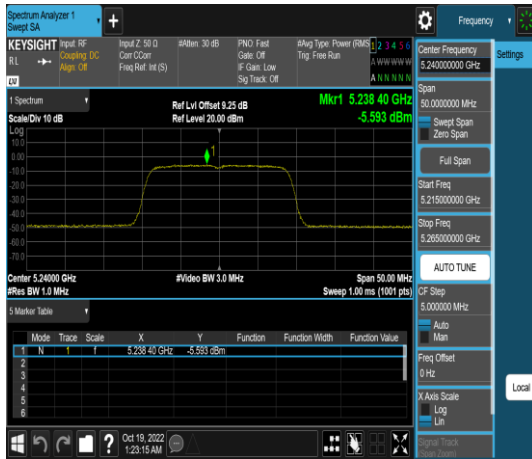 Spectrum Analyzer 1
Swept SA
Frequency
Settings
KEYSIGHT
RL
LXI
Input: RF
Coupling: DC
Align: Off
Input Z: 50 Ω
Corr CCorr
Freq Ref: Int (S)
#Atten: 30 dB
PNO: Fast
Gate: Off
IF Gain: Low
Sig Track: Off
#Avg Type: Power (RMS
Trig: Free Run
1 2 3 4 5 6
A W W W W W
A N N N N N
1 Spectrum
Scale/Div 10 dB
Ref Lvl Offset 9.25 dB
Ref Level 20.00 dBm
Mkr1 5.238 40 GHz
-5.593 dBm
Log
10.0
0.00
-10.0
-20.0
-30.0
-40.0
-50.0
-60.0
-70.0
1
Center 5.24000 GHz
#Res BW 1.0 MHz
#Video BW 3.0 MHz
Span 50.00 MHz
Sweep 1.00 ms (1001 pts)
5 Marker Table
Mode Trace Scale X Y Function Function Width Function Value
1 N 1 f 5.238 40 GHz -5.593 dBm
2
3
4
5
6
Oct 19, 2022
1:23:15 AM
Center Frequency
5.240000000 GHz
Span
50.0000000 MHz
Swept Span
Zero Span
Full Span
Start Freq
5.215000000 GHz
Stop Freq
5.265000000 GHz
AUTO TUNE
CF Step
5.000000 MHz
Auto
Man
Freq Offset
0 Hz
X Axis Scale
Log
Lin
Signal Track
(Span Zoom)
Local